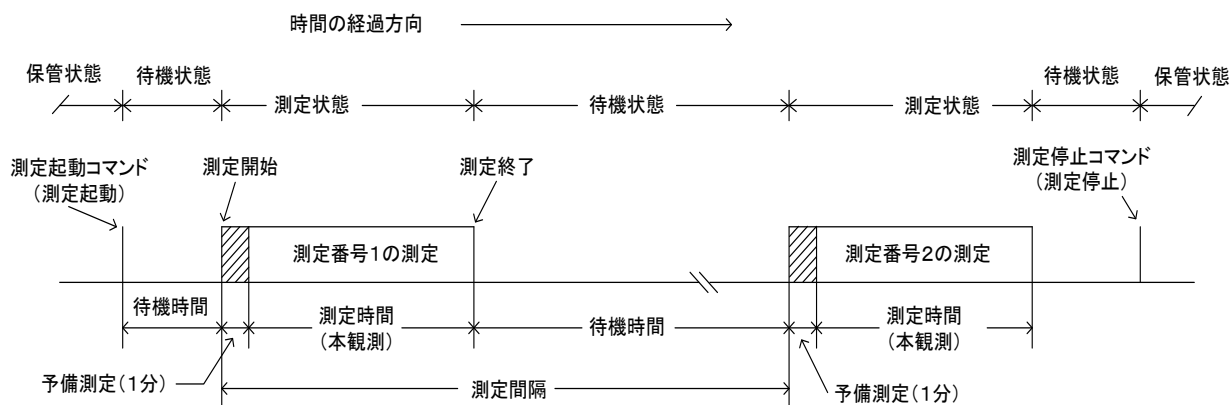 時間の経過方向
保管状態
待機状態
測定状態
待機状態
測定状態
待機状態
保管状態
測定起動コマンド
(測定起動)
測定開始
測定終了
測定停止コマンド
(測定停止)
測定番号1の測定
測定番号2の測定
待機時間
測定時間
(本観測)
待機時間
測定時間
(本観測)
予備測定(1分)
測定間隔
予備測定(1分)